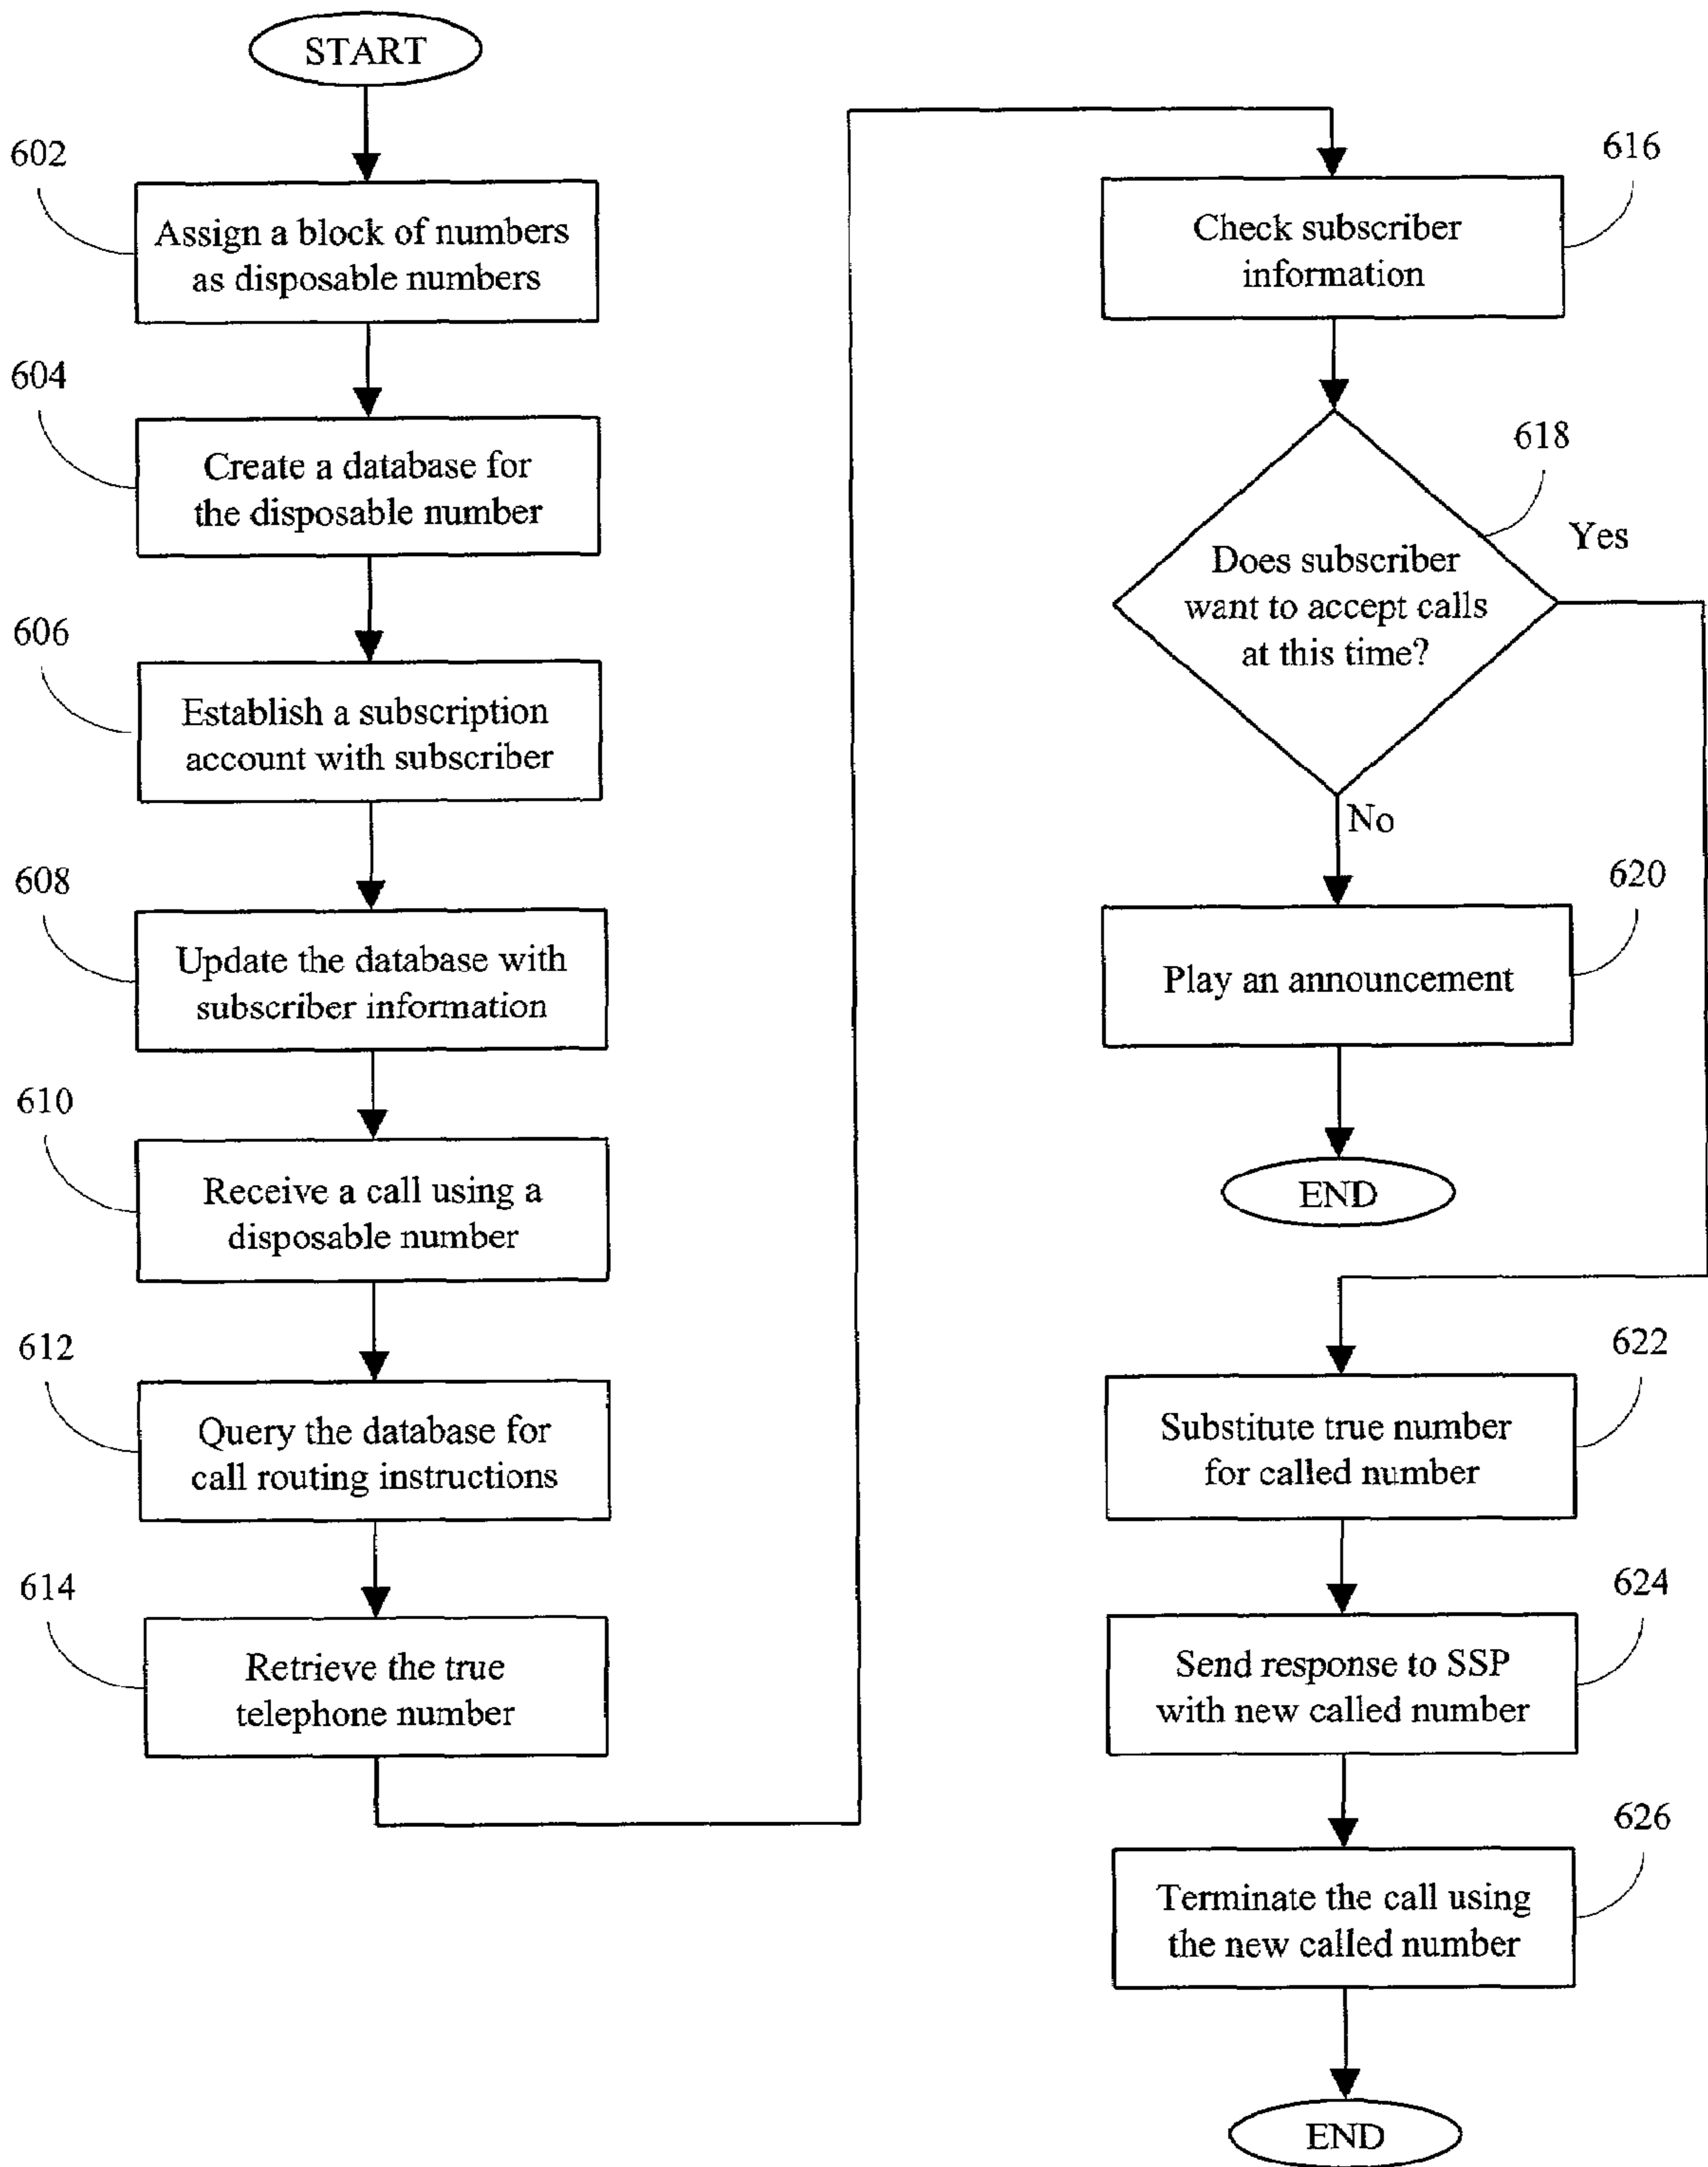 START
602
Assign a block of numbers
as disposable numbers
604
Create a database for
the disposable number
606
Establish a subscription
account with subscriber
608
Update the database with
subscriber information
610
Receive a call using a
disposable number
612
Query the database for
call routing instructions
614
Retrieve the true
telephone number
616
Check subscriber
information
618
Yes
Does subscriber
want to accept calls
at this time?
No
620
Play an announcement
END
622
Substitute true number
for called number
624
Send response to SSP
with new called number
626
Terminate the call using
the new called number
END